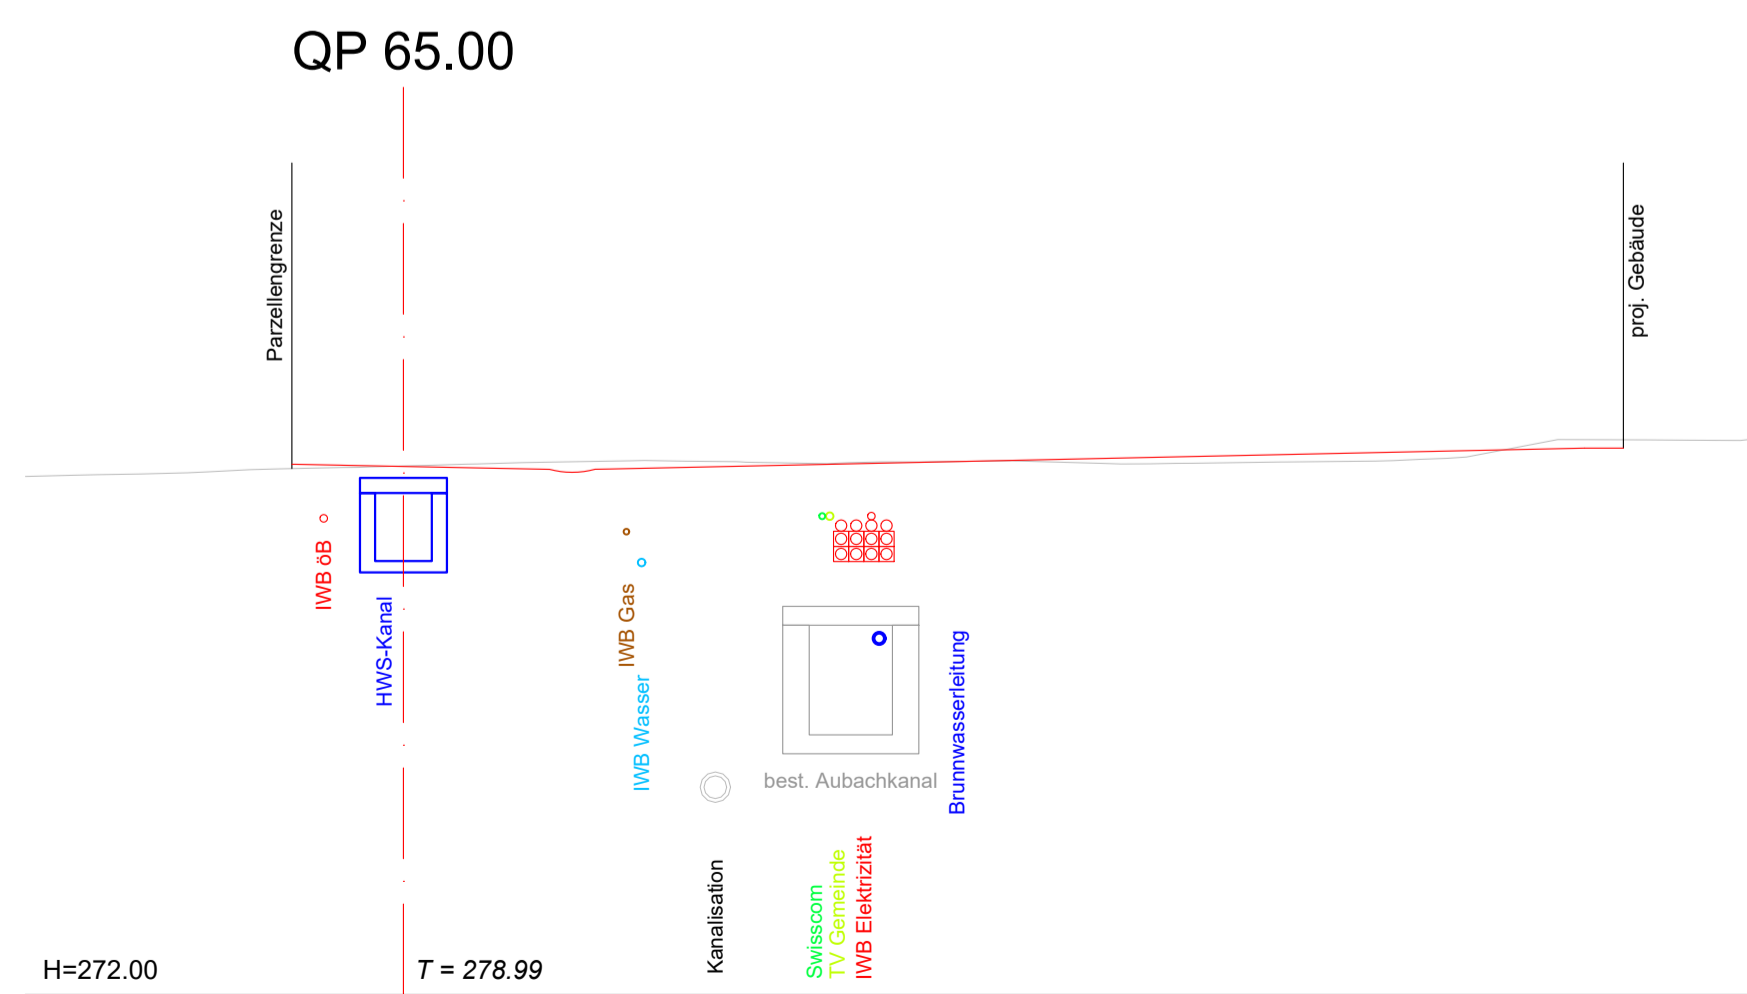 QP 65.00
Parzellengrenze
proj. Gebäude
IWB öB
HWS-Kanal
IWB Gas
IWB Wasser
best. Aubachkanal
Brunnwasserleitung
Kanalisation
Swisscom
TV Gemeinde
IWB Elektrizität
H=272.00
T = 278.99